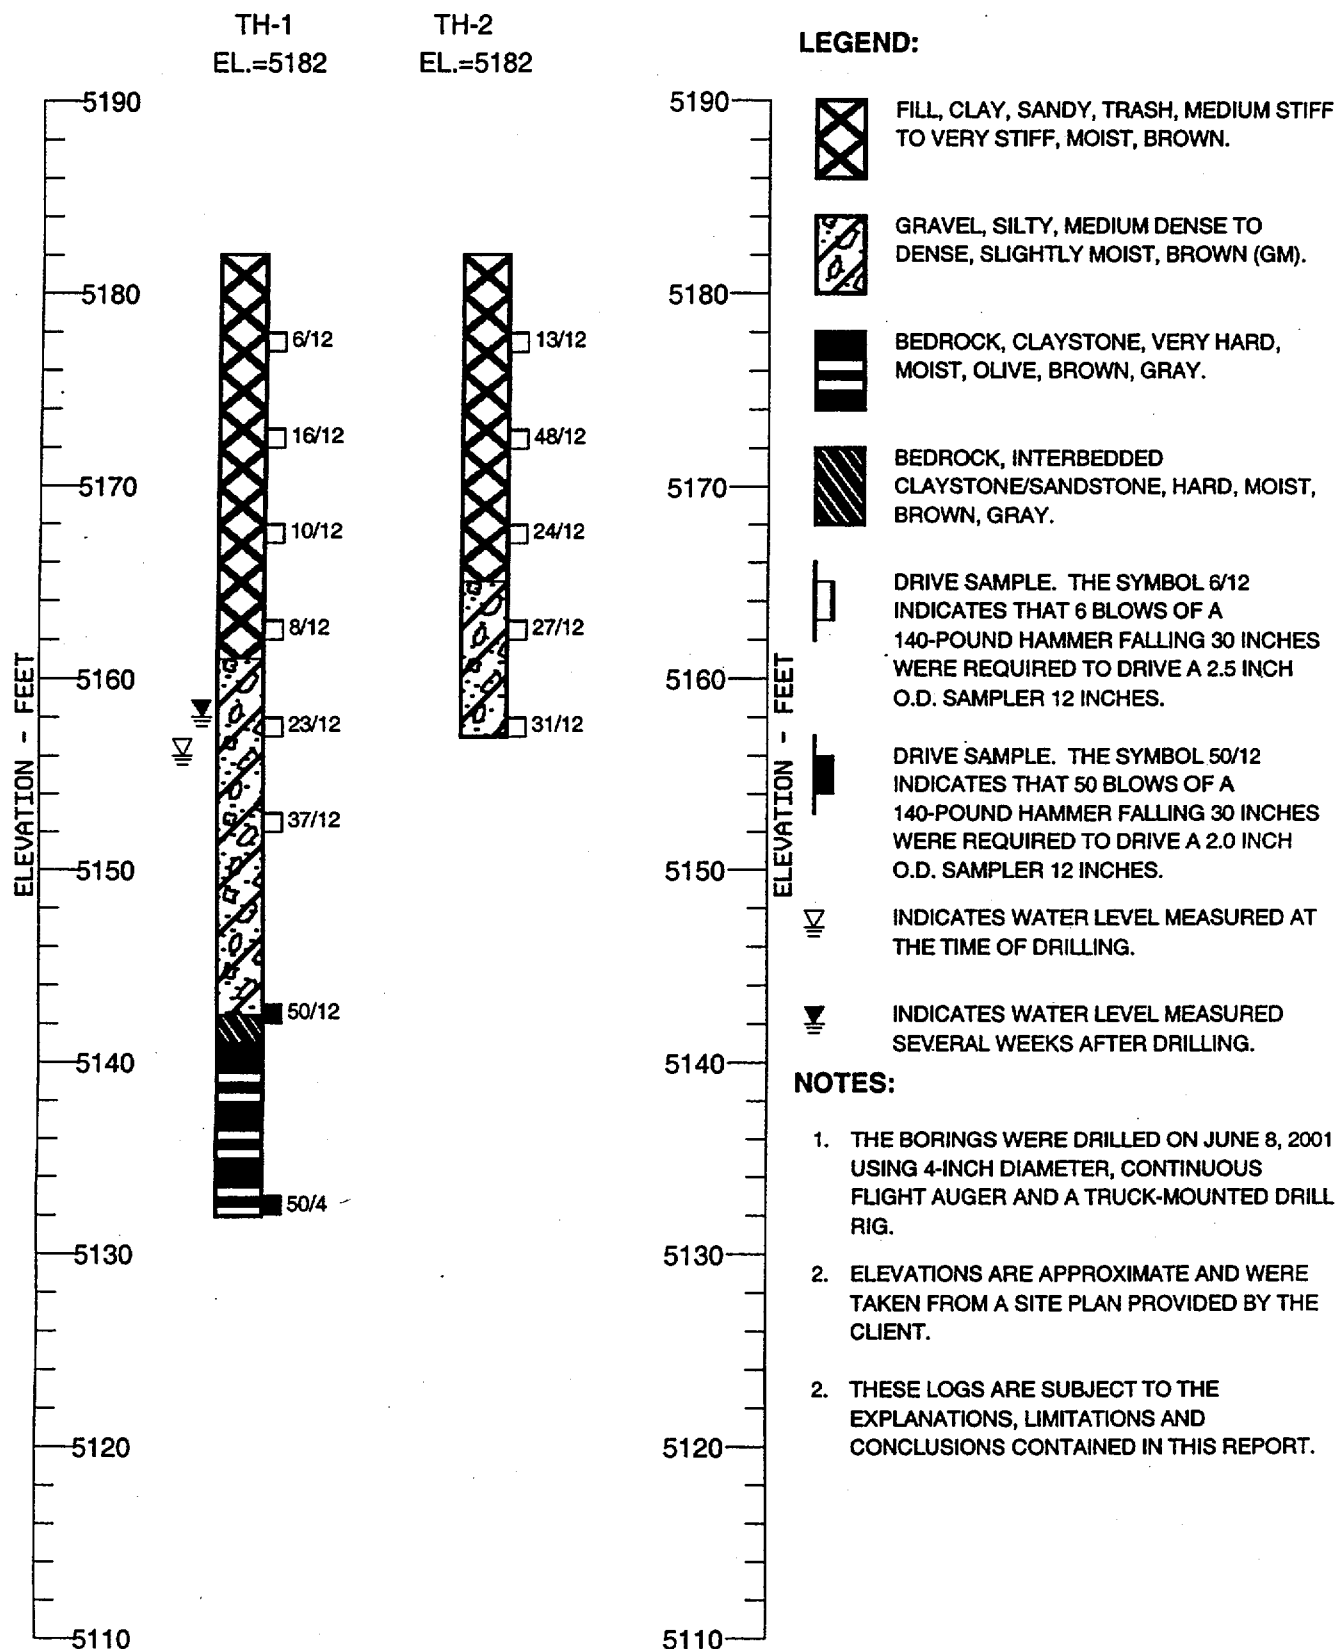 TH-1
EL.=5182
TH-2
EL.=5182
5190
5180
5170
5160
5150
5140
5130
5120
5110
ELEVATION - FEET
6/12
16/12
10/12
8/12
23/12
37/12
50/12
50/4
13/12
48/12
24/12
27/12
31/12
5190
5180
5170
5160
5150
5140
5130
5120
5110
ELEVATION - FEET
LEGEND:
FILL, CLAY, SANDY, TRASH, MEDIUM STIFF
TO VERY STIFF, MOIST, BROWN.
GRAVEL, SILTY, MEDIUM DENSE TO
DENSE, SLIGHTLY MOIST, BROWN (GM).
BEDROCK, CLAYSTONE, VERY HARD,
MOIST, OLIVE, BROWN, GRAY.
BEDROCK, INTERBEDDED
CLAYSTONE/SANDSTONE, HARD, MOIST,
BROWN, GRAY.
DRIVE SAMPLE. THE SYMBOL 6/12
INDICATES THAT 6 BLOWS OF A
140-POUND HAMMER FALLING 30 INCHES
WERE REQUIRED TO DRIVE A 2.5 INCH
O.D. SAMPLER 12 INCHES.
DRIVE SAMPLE. THE SYMBOL 50/12
INDICATES THAT 50 BLOWS OF A
140-POUND HAMMER FALLING 30 INCHES
WERE REQUIRED TO DRIVE A 2.0 INCH
O.D. SAMPLER 12 INCHES.
INDICATES WATER LEVEL MEASURED AT
THE TIME OF DRILLING.
INDICATES WATER LEVEL MEASURED
SEVERAL WEEKS AFTER DRILLING.
NOTES:
1. THE BORINGS WERE DRILLED ON JUNE 8, 2001
USING 4-INCH DIAMETER, CONTINUOUS
FLIGHT AUGER AND A TRUCK-MOUNTED DRILL
RIG.
2. ELEVATIONS ARE APPROXIMATE AND WERE
TAKEN FROM A SITE PLAN PROVIDED BY THE
CLIENT.
2. THESE LOGS ARE SUBJECT TO THE
EXPLANATIONS, LIMITATIONS AND
CONCLUSIONS CONTAINED IN THIS REPORT.